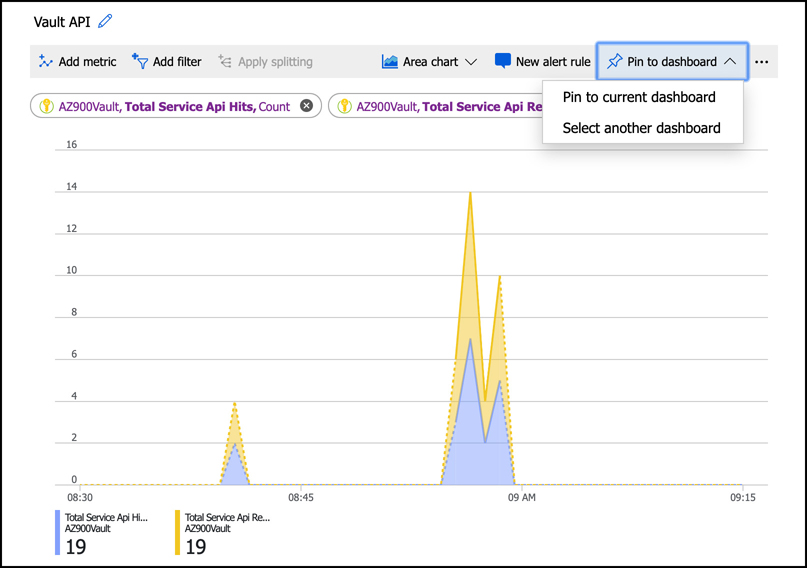 Vault API
Add metric Add filter Apply splitting Area chart New alert rule Pin to dashboard
Pin to current dashboard
Select another dashboard
AZ900Vault, Total Service Api Hits, Count AZ900Vault, Total Service Api Re
16
14
12
10
8
6
4
2
0
08:30 08:45 09 AM 09:15
Total Service Api Hi... Total Service Api Re...
AZ900Vault AZ900Vault
19 19